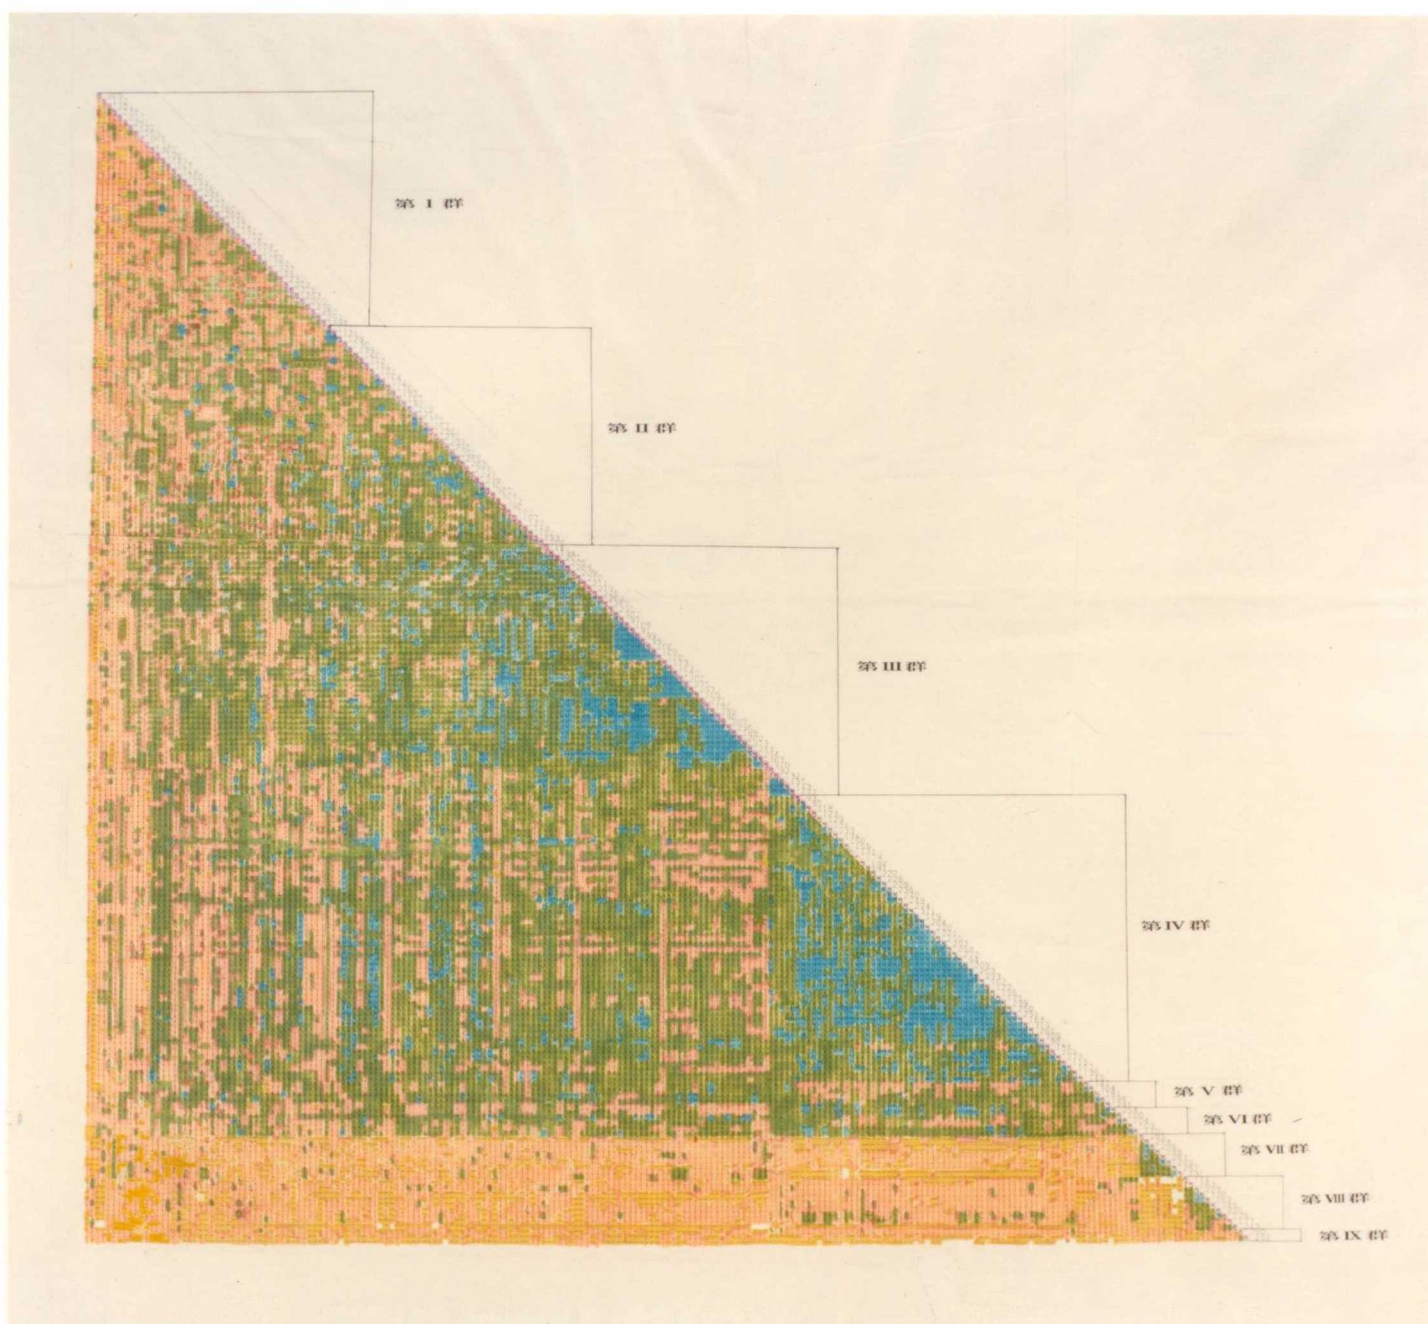 第 I 群
第 II 群
第 III 群
第 IV 群
第 V 群
第 VI 群
第 VII 群
第 VIII 群
第 IX 群